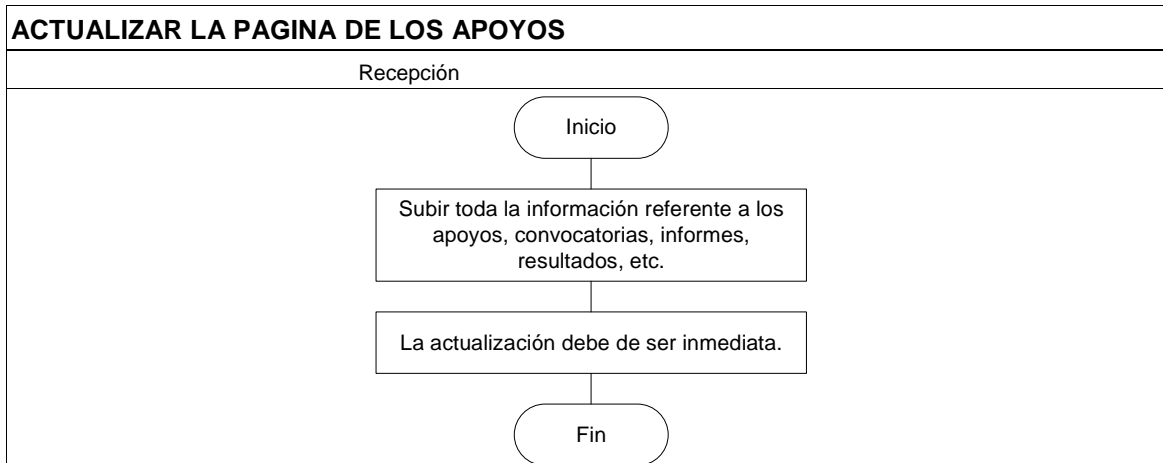 ACTUALIZAR LA PAGINA DE LOS APOYOS
Recepción
Inicio
Subir toda la información referente a los
apoyos, convocatorias, informes,
resultados, etc.
La actualización debe de ser inmediata.
Fin